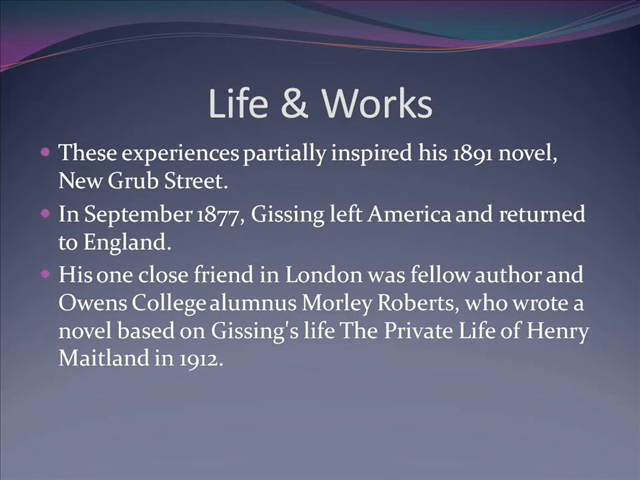 Life & Works
These experiences partially inspired his 1891 novel,
New Grub Street.
In September 1877, Gissing left America and returned
to England.
His one close friend in London was fellow author and
Owens College alumnus Morley Roberts, who wrote a
novel based on Gissing's life The Private Life of Henry
Maitland in 1912.